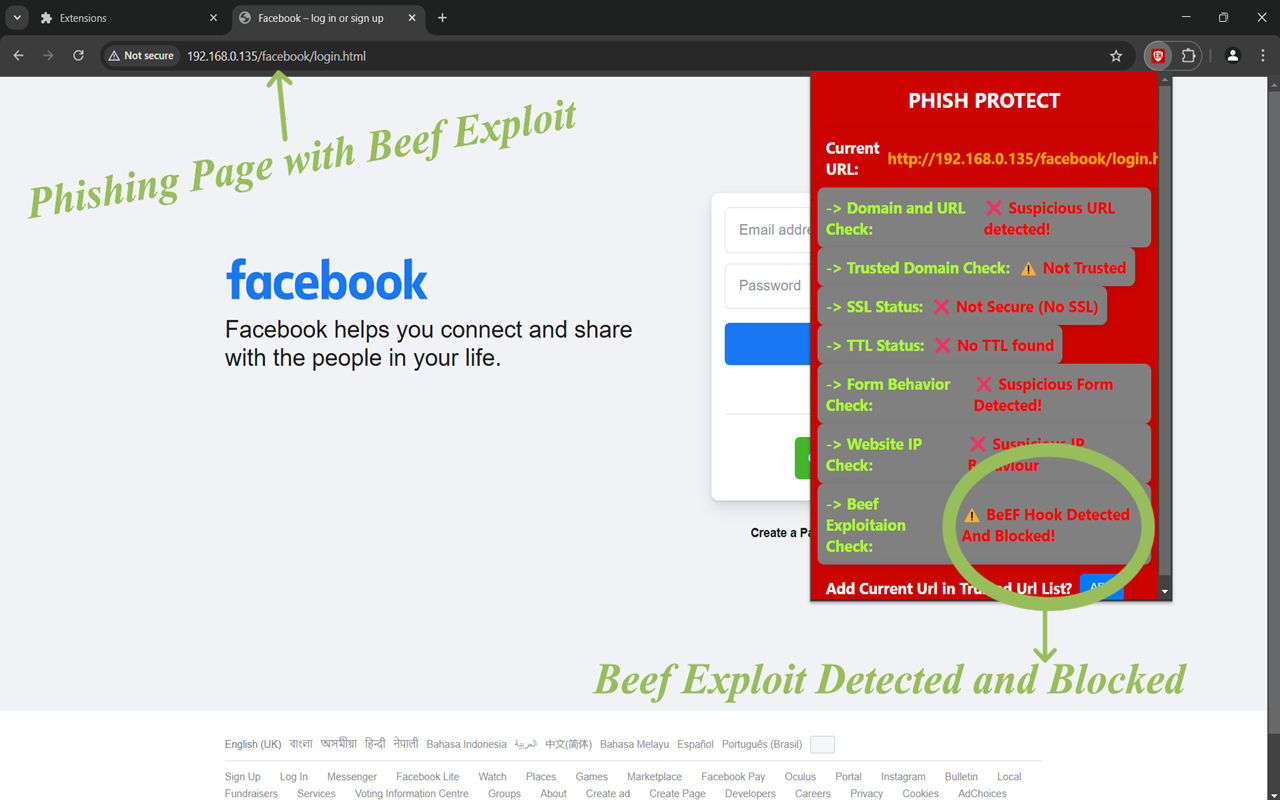 Extensions
Facebook – log in or sign up
Not secure
192.168.0.135/facebook/login.html
Phishing Page with Beef Exploit
PHISH PROTECT
Current URL:
http://192.168.0.135/facebook/login.h
-> Domain and URL Check:
❌ Suspicious URL detected!
-> Trusted Domain Check: ⚠️ Not Trusted
-> SSL Status: ❌ Not Secure (No SSL)
-> TTL Status: ❌ No TTL found
-> Form Behavior Check:
❌ Suspicious Form Detected!
-> Website IP Check:
❌ Suspicious IP Behaviour
-> Beef Exploitaion Check:
⚠️ BeEF Hook Detected And Blocked!
Add Current Url in Trusted Url List?
facebook
Facebook helps you connect and share
with the people in your life.
Email addre
Password
Create a Pa
Beef Exploit Detected and Blocked
English (UK) বাংলা অসমীয়া हिन्दी नेपाली Bahasa Indonesia العربية 中文(简体) Bahasa Melayu Español Português (Brasil)
Sign Up Log In Messenger Facebook Lite Watch Places Games Marketplace Facebook Pay Oculus Portal Instagram Bulletin Local
Fundraisers Services Voting Information Centre Groups About Create ad Create Page Developers Careers Privacy Cookies AdChoices